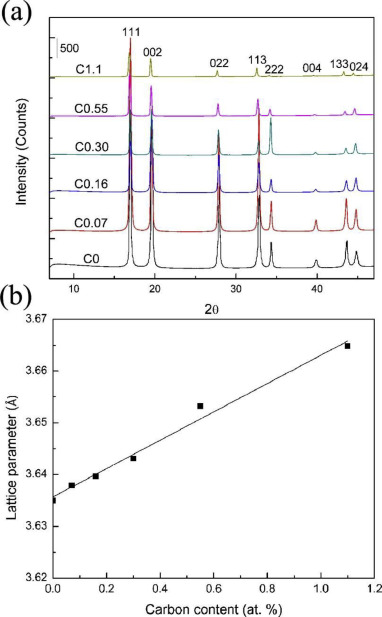 (a)
500
111
002
022
113
222
004
133
024
C1.1
C0.55
C0.30
C0.16
C0.07
C0
Intensity (Counts)
10 20 30 40
2θ
(b)
3.67
3.66
3.65
3.64
3.63
3.62
Lattice parameter (Å)
0.0 0.2 0.4 0.6 0.8 1.0 1.2
Carbon content (at. %)